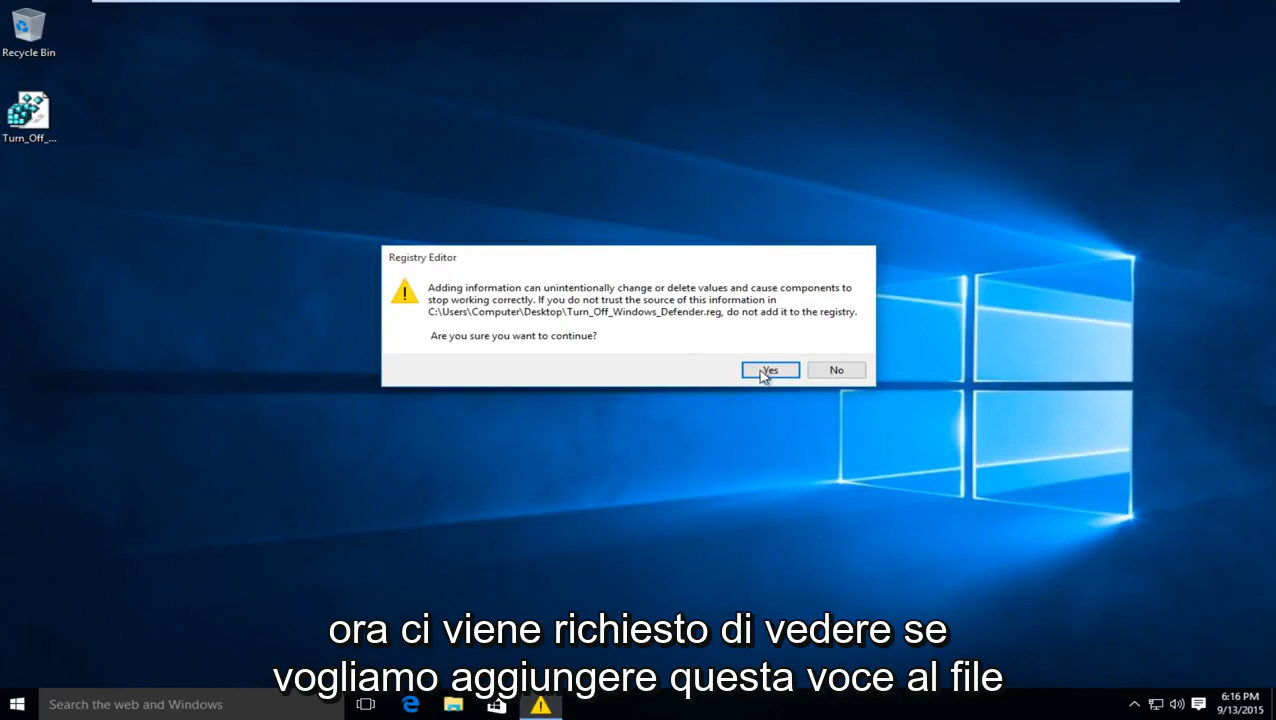 Recycle Bin
Turn_Off_...
Registry Editor
Adding information can unintentionally change or delete values and cause components to
stop working correctly. If you do not trust the source of this information in
C:\Users\Computer\Desktop\Turn_Off_Windows_Defender.reg, do not add it to the registry.
Are you sure you want to continue?
Yes
No
ora ci viene richiesto di vedere se
vogliamo aggiungere questa voce al file
Search the web and Windows
6:16 PM
9/13/2015